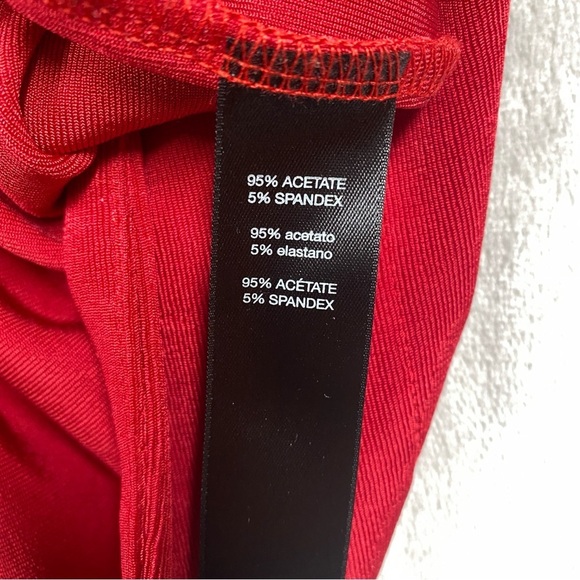 95% ACETATE
5% SPANDEX
95% acetato
5% elastano
95% ACÉTATE
5% SPANDEX